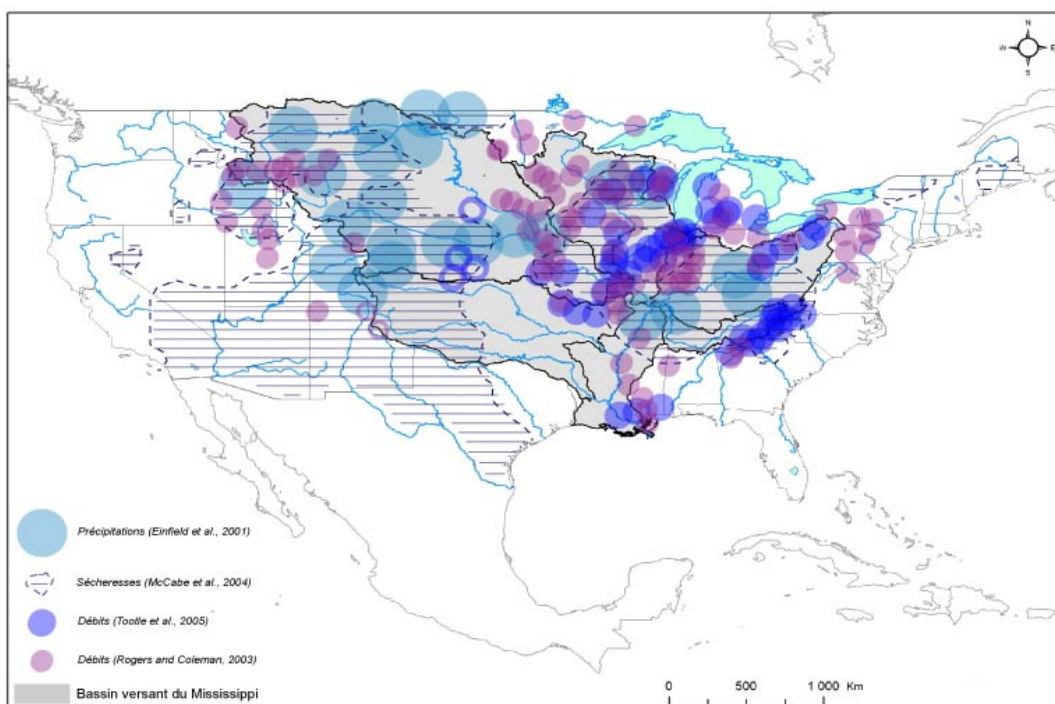 N
W E
S
Précipitations (Einfield et al., 2001)
Sécheresses (McCabe et al., 2004)
Débits (Tootle et al., 2005)
Débits (Rogers and Coleman, 2003)
Bassin versant du Mississippi
0 500 1 000 Km